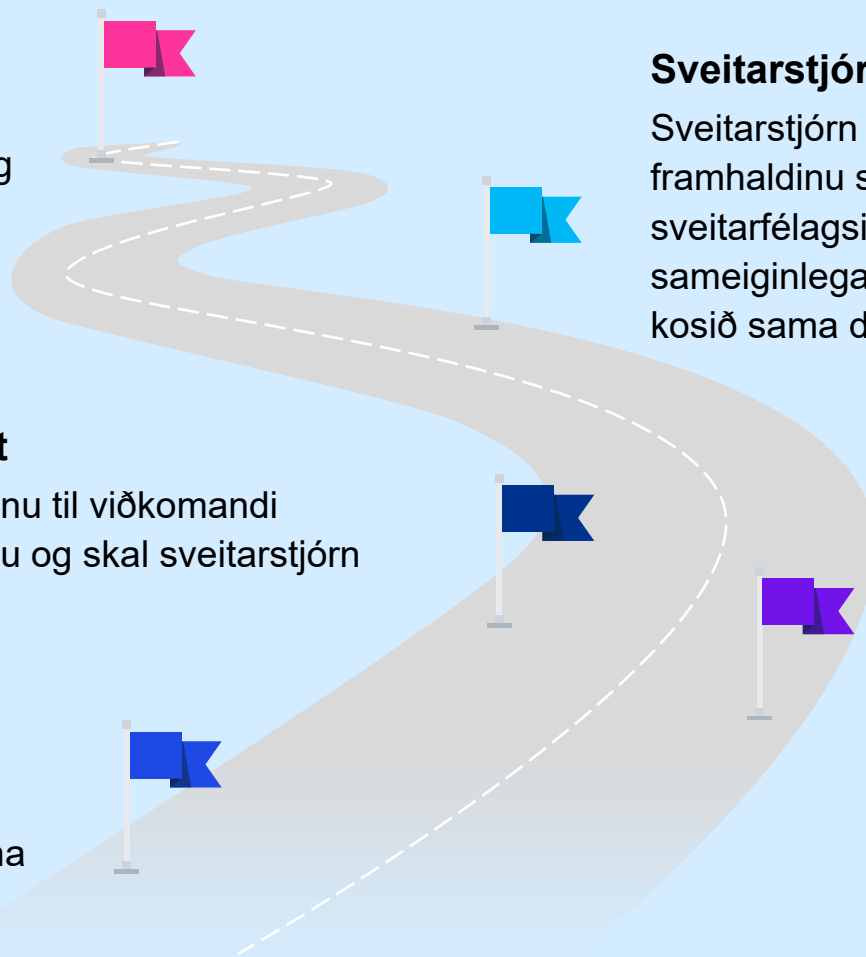 g
Sveitarstjór
Sveitarstjórn
framhaldinu s
sveitarfélagsi
sameiginlega
kosið sama d
t
nu til viðkomandi
u og skal sveitarstjórn
na